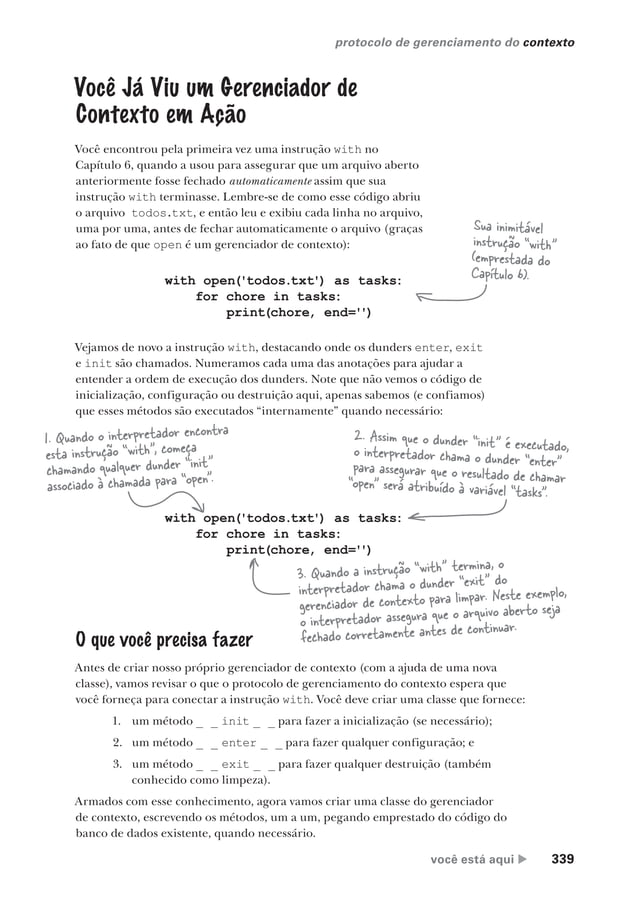 protocolo de gerenciamento do contexto
Você Já Viu um Gerenciador de
Contexto em Ação
Você encontrou pela primeira vez uma instrução with no
Capítulo 6, quando a usou para assegurar que um arquivo aberto
anteriormente fosse fechado automaticamente assim que sua
instrução with terminasse. Lembre-se de como esse código abriu
o arquivo todos.txt, e então leu e exibiu cada linha no arquivo,
uma por uma, antes de fechar automaticamente o arquivo (graças
ao fato de que open é um gerenciador de contexto):
Sua inimitável
instrução "with"
(emprestada do
Capítulo 6).
with open('todos.txt') as tasks:
    for chore in tasks:
        print(chore, end='')
Vejamos de novo a instrução with, destacando onde os dunders enter, exit
e init são chamados. Numeramos cada uma das anotações para ajudar a
entender a ordem de execução dos dunders. Note que não vemos o código de
inicialização, configuração ou destruição aqui, apenas sabemos (e confiamos)
que esses métodos são executados “internamente” quando necessário:
1. Quando o interpretador encontra
esta instrução "with", começa
chamando qualquer dunder "init"
associado à chamada para "open".
2. Assim que o dunder "init" é executado,
o interpretador chama o dunder "enter"
para assegurar que o resultado de chamar
"open" será atribuído à variável "tasks".
with open('todos.txt') as tasks:
    for chore in tasks:
        print(chore, end='')
3. Quando a instrução "with" termina, o
interpretador chama o dunder "exit" do
gerenciador de contexto para limpar. Neste exemplo,
o interpretador assegura que o arquivo aberto seja
fechado corretamente antes de continuar.
O que você precisa fazer
Antes de criar nosso próprio gerenciador de contexto (com a ajuda de uma nova
classe), vamos revisar o que o protocolo de gerenciamento do contexto espera que
você forneça para conectar a instrução with. Você deve criar uma classe que fornece:
1. um método _ _ init _ _ para fazer a inicialização (se necessário);
2. um método _ _ enter _ _ para fazer qualquer configuração; e
3. um método _ _ exit _ _ para fazer qualquer destruição (também
conhecido como limpeza).
Armados com esse conhecimento, agora vamos criar uma classe do gerenciador
de contexto, escrevendo os métodos, um a um, pegando emprestado do código do
banco de dados existente, quando necessário.
você está aqui ▶ 339